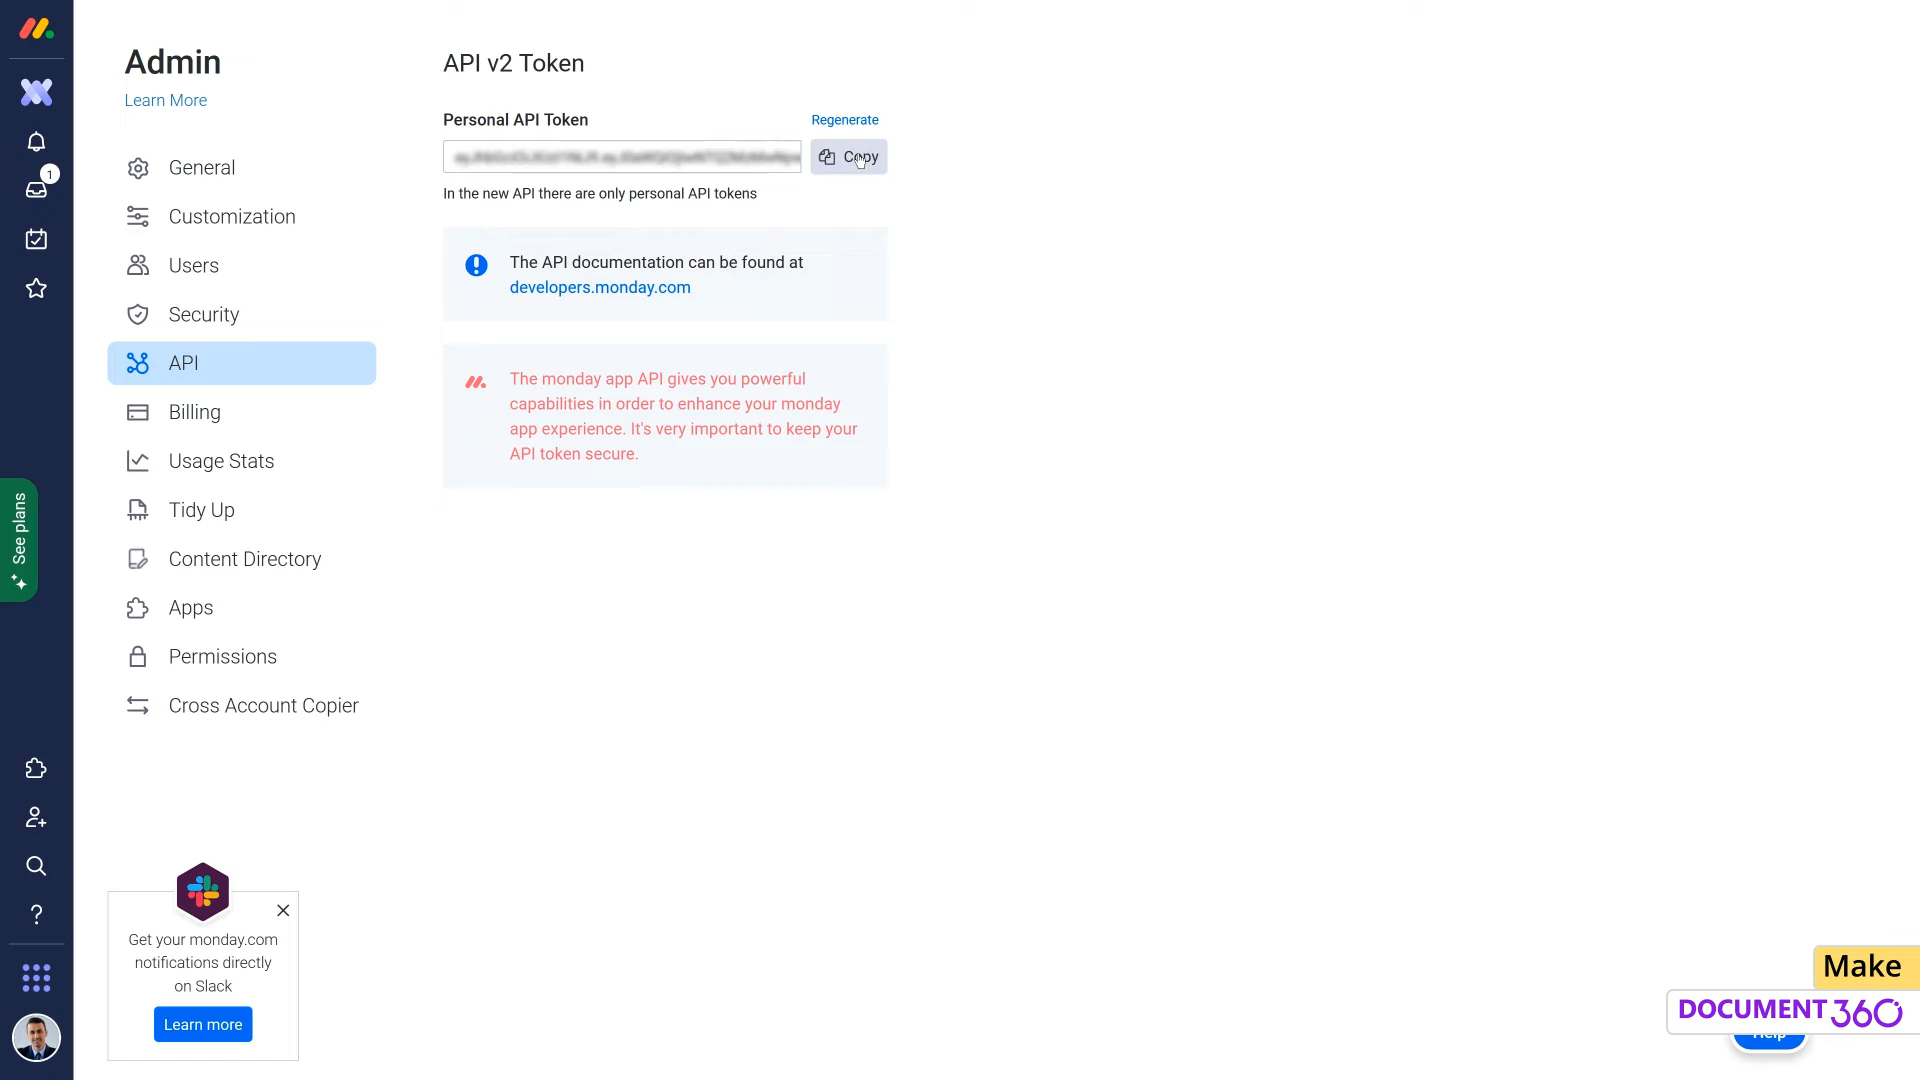 Admin
Learn More
General
Customization
Users
Security
API
Billing
Usage Stats
Tidy Up
Content Directory
Apps
Permissions
Cross Account Copier
API v2 Token
Personal API Token
Regenerate
Copy
In the new API there are only personal API tokens
The API documentation can be found at
developers.monday.com
The monday app API gives you powerful
capabilities in order to enhance your monday
app experience. It's very important to keep your
API token secure.
1
See plans
Get your monday.com
notifications directly
on Slack
Learn more
Make
DOCUMENT360
Help